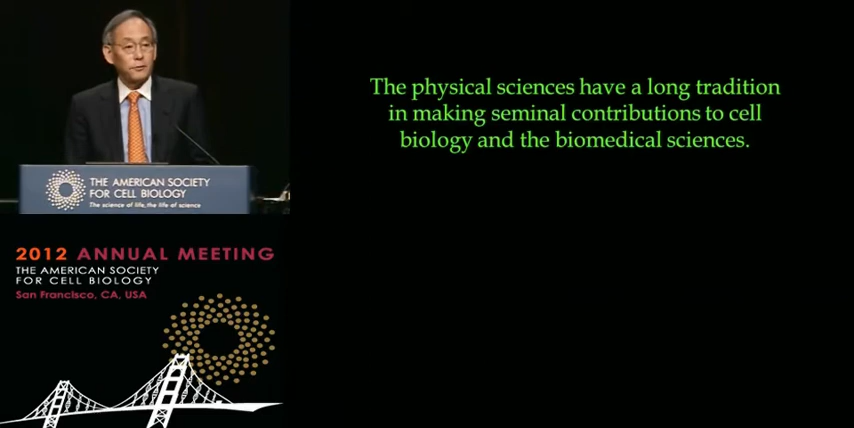 THE AMERICAN SOCIETY
FOR CELL BIOLOGY
The science of life, the life of science
2012 ANNUAL MEETING
THE AMERICAN SOCIETY
FOR CELL BIOLOGY
San Francisco, CA, USA
The physical sciences have a long tradition
in making seminal contributions to cell
biology and the biomedical sciences.